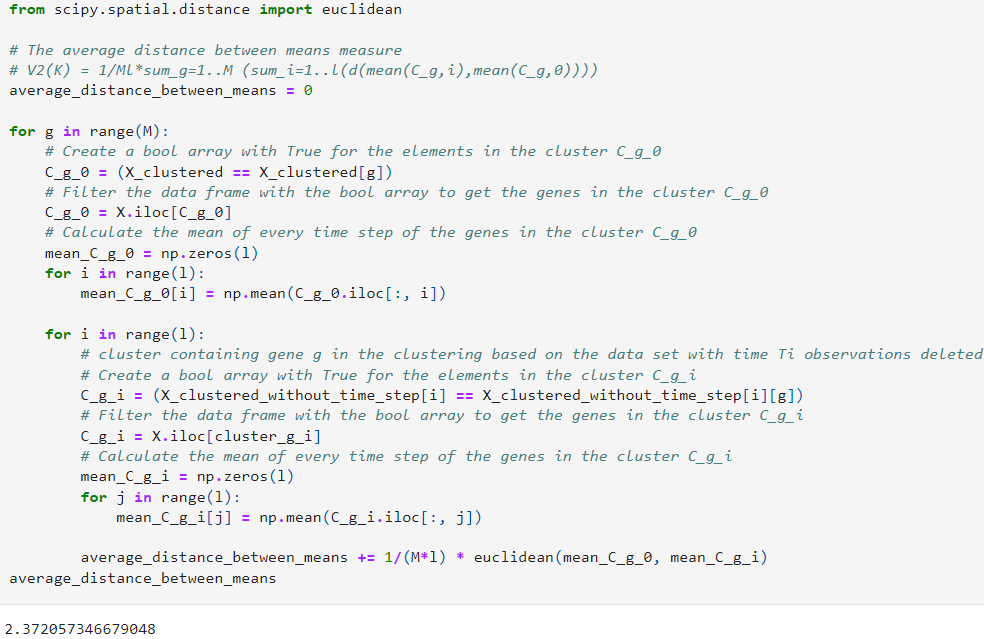 from scipy.spatial.distance import euclidean

# The average distance between means measure
# V2(K) = 1/Ml*sum_g=1..M (sum_i=1..l(d(mean(C_g,i),mean(C_g,0))))
average_distance_between_means = 0

for g in range(M):
    # Create a bool array with True for the elements in the cluster C_g_0
    C_g_0 = (X_clustered == X_clustered[g])
    # Filter the data frame with the bool array to get the genes in the cluster C_g_0
    C_g_0 = X.iloc[C_g_0]
    # Calculate the mean of every time step of the genes in the cluster C_g_0
    mean_C_g_0 = np.zeros(l)
    for i in range(l):
        mean_C_g_0[i] = np.mean(C_g_0.iloc[:, i])

    for i in range(l):
        # cluster containing gene g in the clustering based on the data set with time Ti observations deleted
        # Create a bool array with True for the elements in the cluster C_g_i
        C_g_i = (X_clustered_without_time_step[i] == X_clustered_without_time_step[i][g])
        # Filter the data frame with the bool array to get the genes in the cluster C_g_i
        C_g_i = X.iloc[cluster_g_i]
        # Calculate the mean of every time step of the genes in the cluster C_g_i
        mean_C_g_i = np.zeros(l)
        for j in range(l):
            mean_C_g_i[j] = np.mean(C_g_i.iloc[:, j])

        average_distance_between_means += 1/(M*l) * euclidean(mean_C_g_0, mean_C_g_i)
average_distance_between_means
2.372057346679048